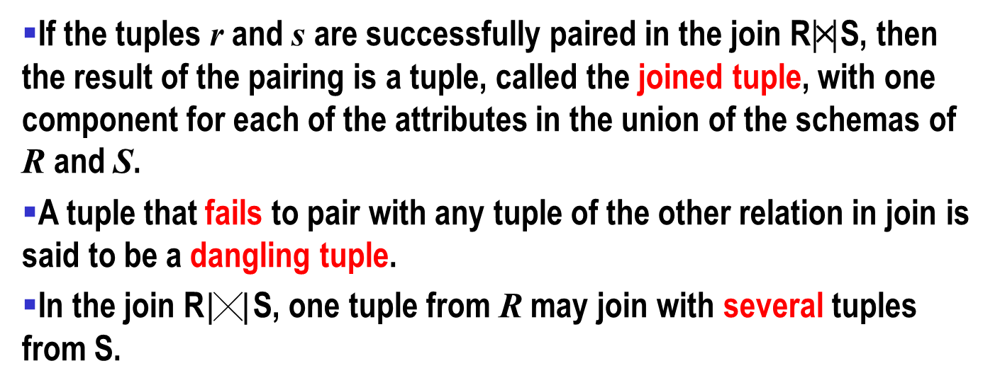 ▪If the tuples r and s are successfully paired in the join R|⨯|S, then
the result of the pairing is a tuple, called the joined tuple, with one
component for each of the attributes in the union of the schemas of
R and S.
▪A tuple that fails to pair with any tuple of the other relation in join is
said to be a dangling tuple.
▪In the join R|⨯|S, one tuple from R may join with several tuples
from S.